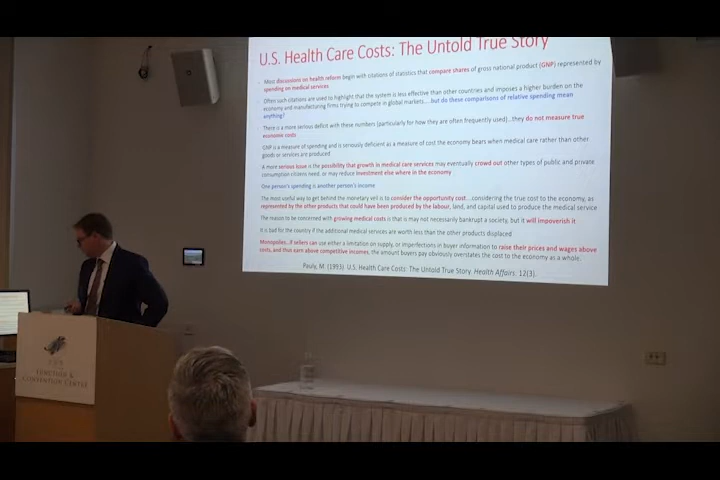 U.S. Health Care Costs: The Untold True Story
Most discussions on health reform begin with citations of statistics that compare shares of gross national product (GNP) represented by
spending on medical services
Often such citations are used to highlight that the system is less effective than other countries and imposes a higher burden on the
economy and manufacturing firms trying to compete in global markets.....but do these comparisons of relative spending mean
anything?
There is a more serious deficit with these numbers (particularly for how they are often frequently used)...they do not measure true
economic costs
GNP is a measure of spending and is seriously deficient as a measure of cost the economy bears when medical care rather than other
goods or services are produced
A more serious issue is the possibility that growth in medical care services may eventually crowd out other types of public and private
consumption citizens need, or may reduce investment else where in the economy
One person's spending is another person's income
The most useful way to get behind the monetary veil is to consider the opportunity cost...considering the true cost to the economy, as
represented by the other products that could have been produced by the labour, land, and capital used to produce the medical service
The reason to be concerned with growing medical costs is that is may not necessarily bankrupt a society, but it will impoverish it
It is bad for the country if the additional medical services are worth less than the other products displaced
Monopolies...if sellers can use either a limitation on supply, or imperfections in buyer information to raise their prices and wages above
costs, and thus earn above competitive incomes, the amount buyers pay obviously overstates the cost to the economy as a whole.
Pauly, M. (1993). U.S. Health Care Costs: The Untold True Story. Health Affairs. 12(3).
& CONVENTION CENTRE